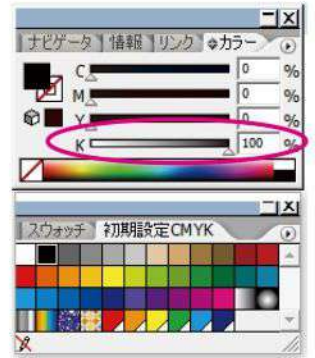 ナビゲータ 情報 リンク カラー
C 0 %
M 0 %
Y 0 %
K 100 %
スウォッチ 初期設定CMYK